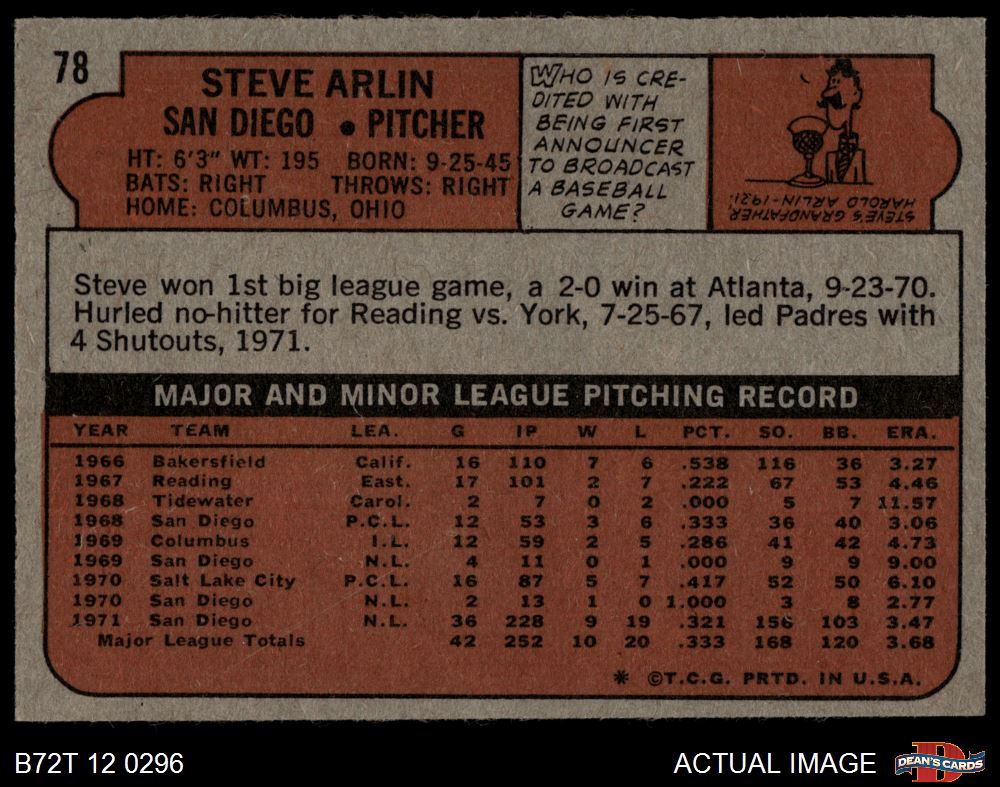 78
STEVE ARLIN
SAN DIEGO • PITCHER
HT: 6'3" WT: 195 BORN: 9-25-45
BATS: RIGHT THROWS: RIGHT
HOME: COLUMBUS, OHIO
WHO IS CRE-
DITED WITH
BEING FIRST
ANNOUNCER
TO BROADCAST
A BASEBALL
GAME?
STEVE'S GRANDFATHER
HAROLD ARLIN-1921.
Steve won 1st big league game, a 2-0 win at Atlanta, 9-23-70.
Hurled no-hitter for Reading vs. York, 7-25-67, led Padres with
4 Shutouts, 1971.
MAJOR AND MINOR LEAGUE PITCHING RECORD
YEAR TEAM LEA. G IP W L PCT. SO. BB. ERA.
1966 Bakersfield Calif. 16 110 7 6 .538 116 36 3.27
1967 Reading East. 17 101 2 7 .222 67 53 4.46
1968 Tidewater Carol. 2 7 0 2 .000 5 7 11.57
1968 San Diego P.C.L. 12 53 3 6 .333 36 40 3.06
1969 Columbus I.L. 12 59 2 5 .286 41 42 4.73
1969 San Diego N.L. 4 11 0 1 .000 9 9 9.00
1970 Salt Lake City P.C.L. 16 87 5 7 .417 52 50 6.10
1970 San Diego N.L. 2 13 1 0 1.000 3 8 2.77
1971 San Diego N.L. 36 228 9 19 .321 156 103 3.47
Major League Totals 42 252 10 20 .333 168 120 3.68
* ©T.C.G. PRTD. IN U.S.A.
B72T 12 0296
ACTUAL IMAGE
D
DEAN'S CARDS